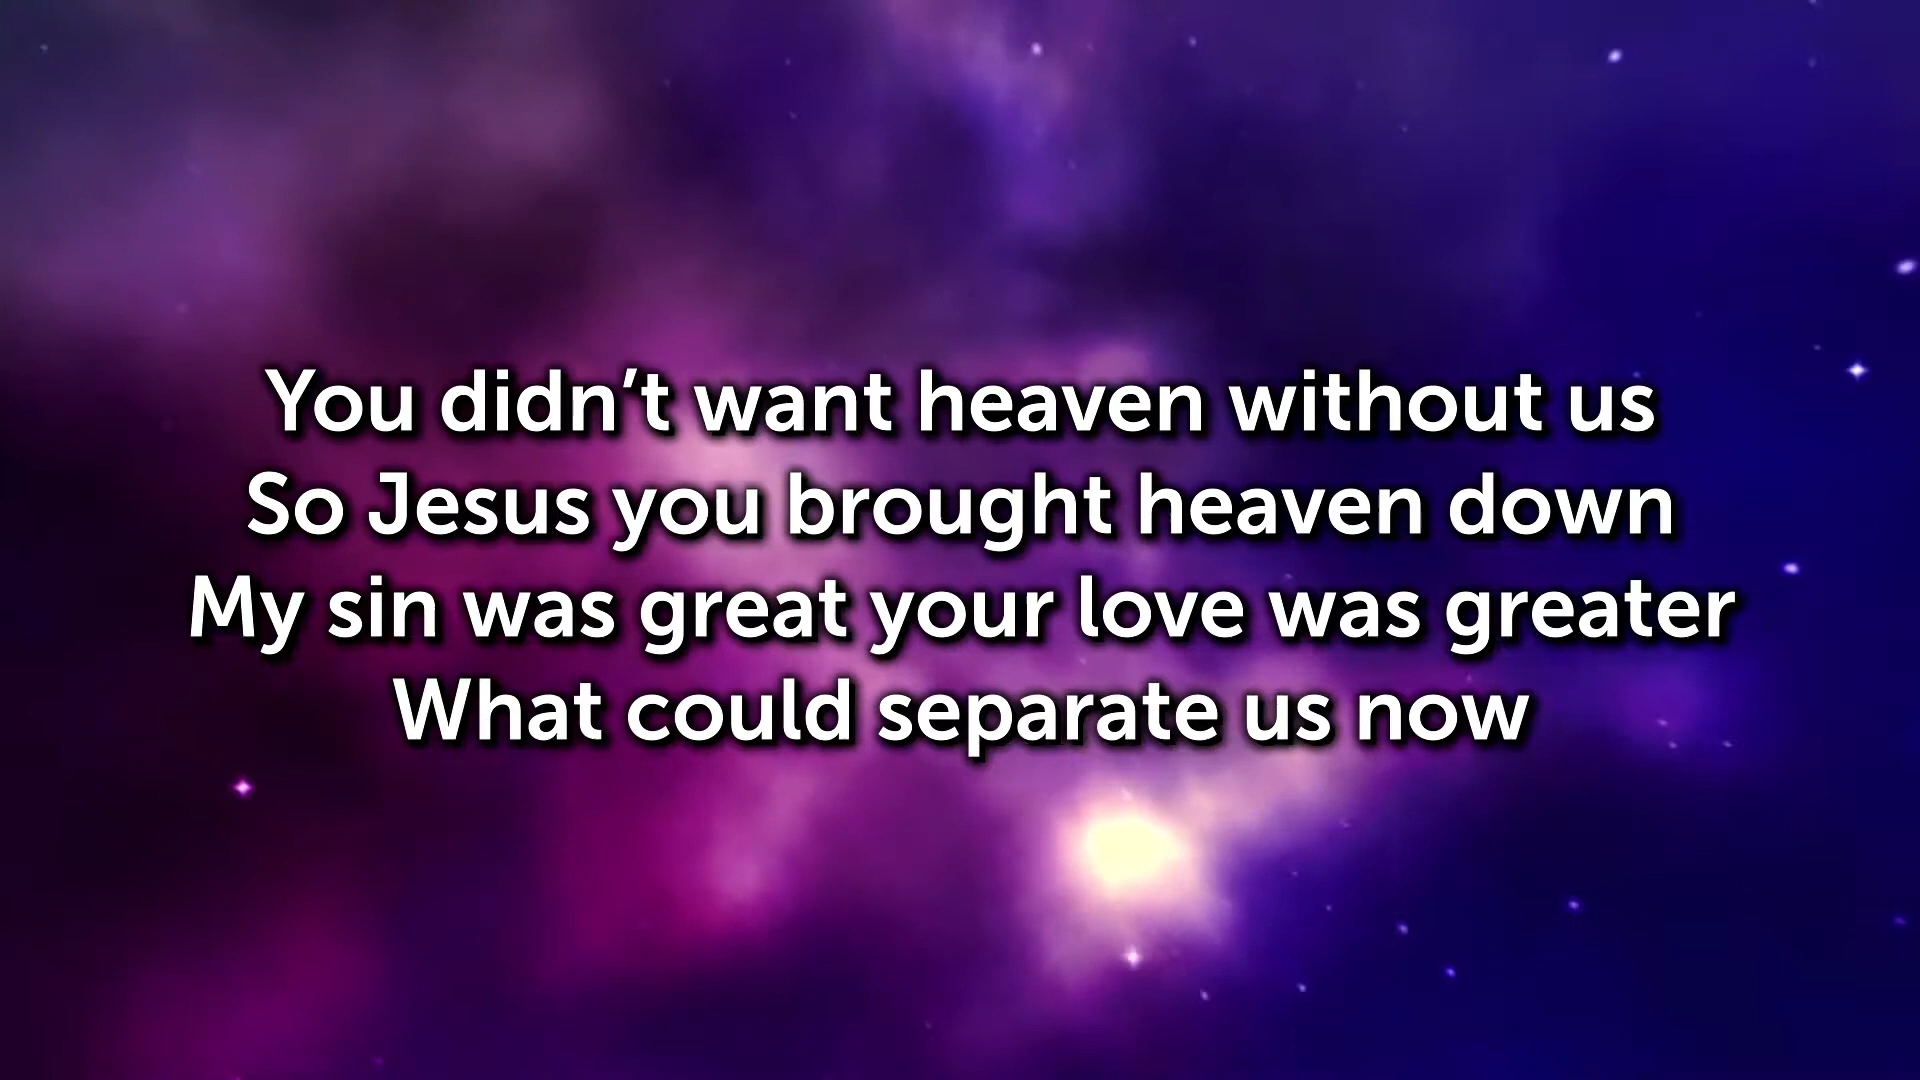 You didn’t want heaven without us
So Jesus you brought heaven down
My sin was great your love was greater
What could separate us now